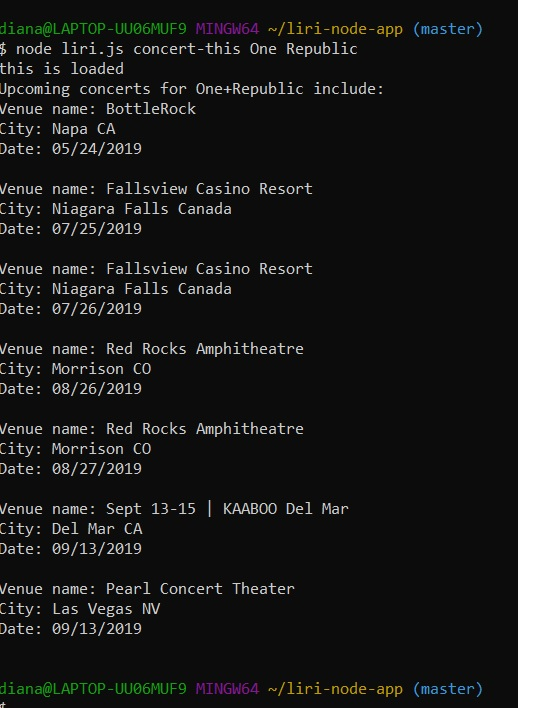 diana@LAPTOP-UU06MUF9 MINGW64 ~/liri-node-app (master)
$ node liri.js concert-this One Republic
this is loaded
Upcoming concerts for One+Republic include:
Venue name: BottleRock
City: Napa CA
Date: 05/24/2019

Venue name: Fallsview Casino Resort
City: Niagara Falls Canada
Date: 07/25/2019

Venue name: Fallsview Casino Resort
City: Niagara Falls Canada
Date: 07/26/2019

Venue name: Red Rocks Amphitheatre
City: Morrison CO
Date: 08/26/2019

Venue name: Red Rocks Amphitheatre
City: Morrison CO
Date: 08/27/2019

Venue name: Sept 13-15 | KAABOO Del Mar
City: Del Mar CA
Date: 09/13/2019

Venue name: Pearl Concert Theater
City: Las Vegas NV
Date: 09/13/2019

diana@LAPTOP-UU06MUF9 MINGW64 ~/liri-node-app (master)
$